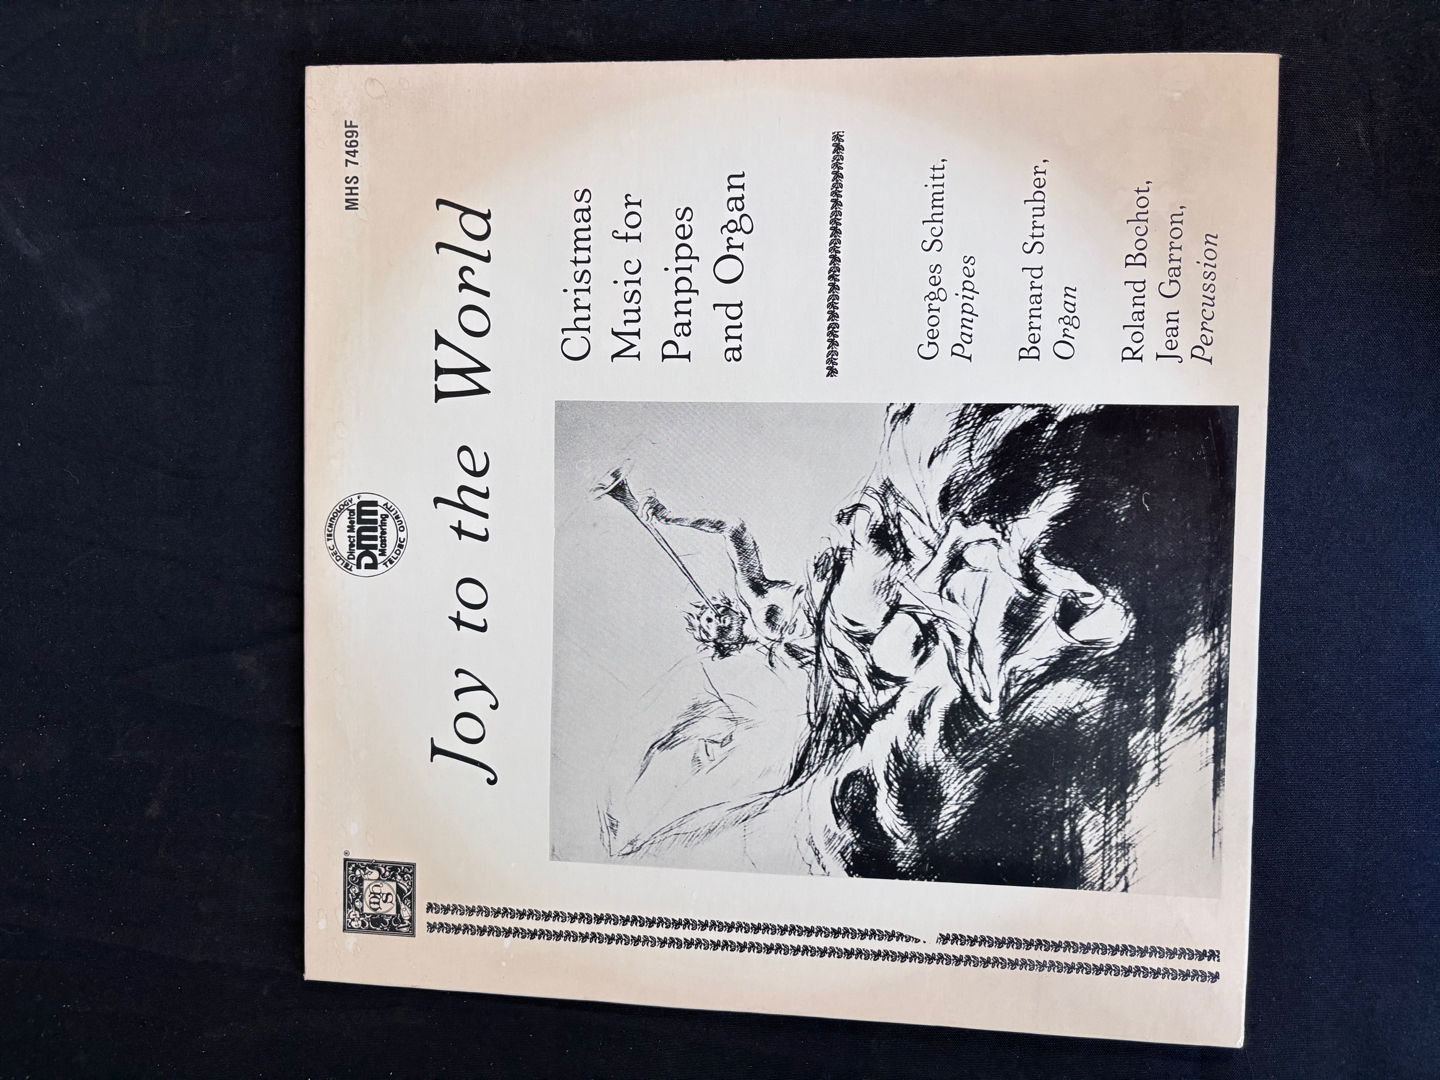 MHS 7469F
TELDEC TECHNOLOGY
Direct Metal
DMM
Mastering
TELDEC QUALITY
Joy to the World
Christmas
Music for
Panpipes
and Organ
Georges Schmitt,
Panpipes
Bernard Struber,
Organ
Roland Bochot,
Jean Garron,
Percussion